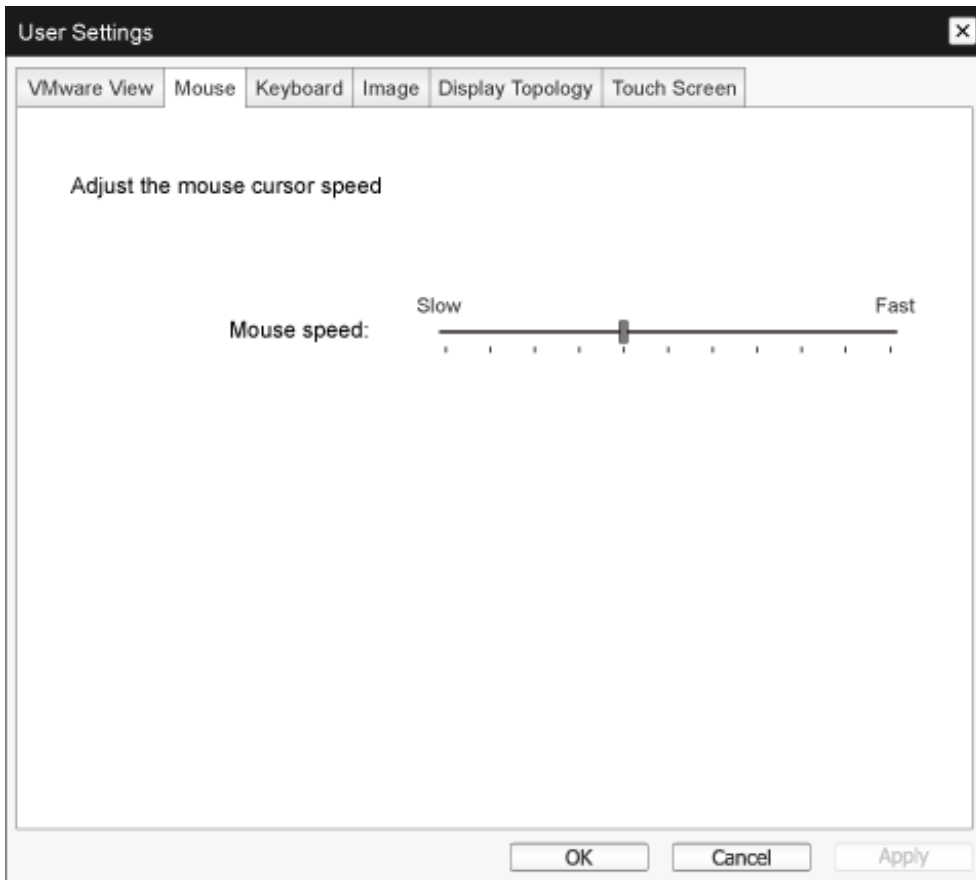 User Settings
VMware View Mouse Keyboard Image Display Topology Touch Screen
Adjust the mouse cursor speed
Slow Fast
Mouse speed:
OK Cancel Apply